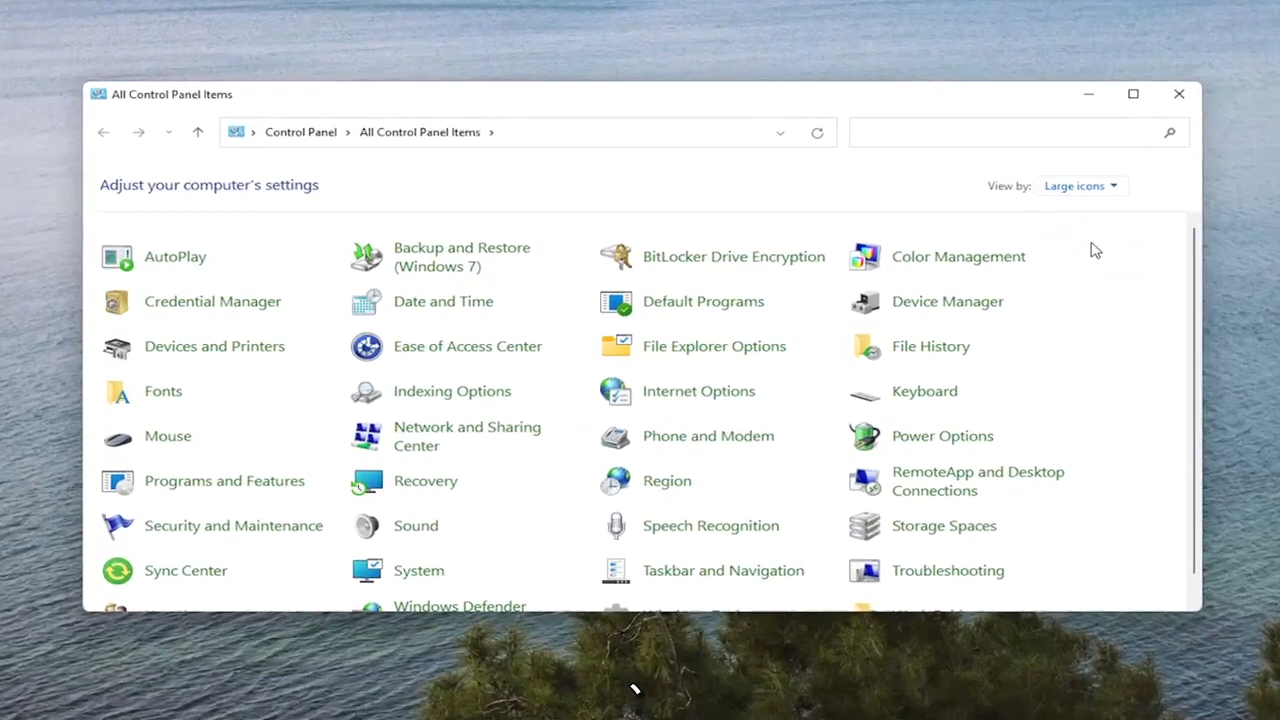 All Control Panel Items
Control Panel
All Control Panel Items
Adjust your computer's settings
View by:
Large icons
AutoPlay
Backup and Restore
(Windows 7)
BitLocker Drive Encryption
Color Management
Credential Manager
Date and Time
Default Programs
Device Manager
Devices and Printers
Ease of Access Center
File Explorer Options
File History
Fonts
Indexing Options
Internet Options
Keyboard
Mouse
Network and Sharing
Center
Phone and Modem
Power Options
Programs and Features
Recovery
Region
RemoteApp and Desktop
Connections
Security and Maintenance
Sound
Speech Recognition
Storage Spaces
Sync Center
System
Taskbar and Navigation
Troubleshooting
Windows Defender